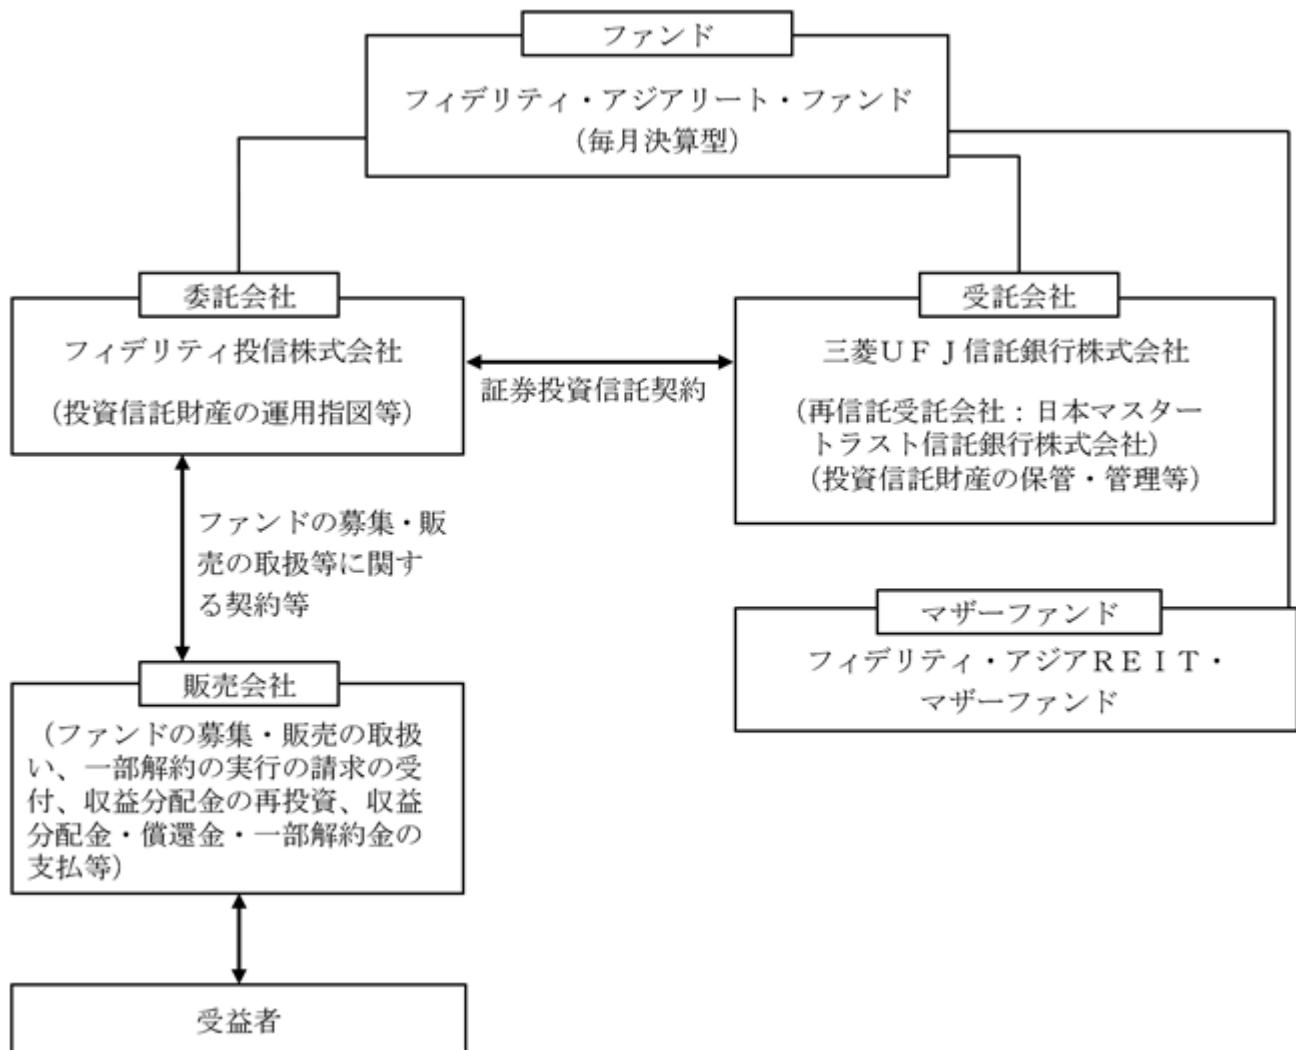 ファンド
フィデリティ・アジアリート・ファンド
（毎月決算型）
委託会社
フィデリティ投信株式会社
（投資信託財産の運用指図等）
証券投資信託契約
受託会社
三菱ＵＦＪ信託銀行株式会社
（再信託受託会社：日本マスター
トラスト信託銀行株式会社）
（投資信託財産の保管・管理等）
ファンドの募集・販
売の取扱等に関す
る契約等
マザーファンド
フィデリティ・アジアＲＥＩＴ・
マザーファンド
販売会社
（ファンドの募集・販売の取扱
い、一部解約の実行の請求の受
付、収益分配金の再投資、収益
分配金・償還金・一部解約金の
支払等）
受益者